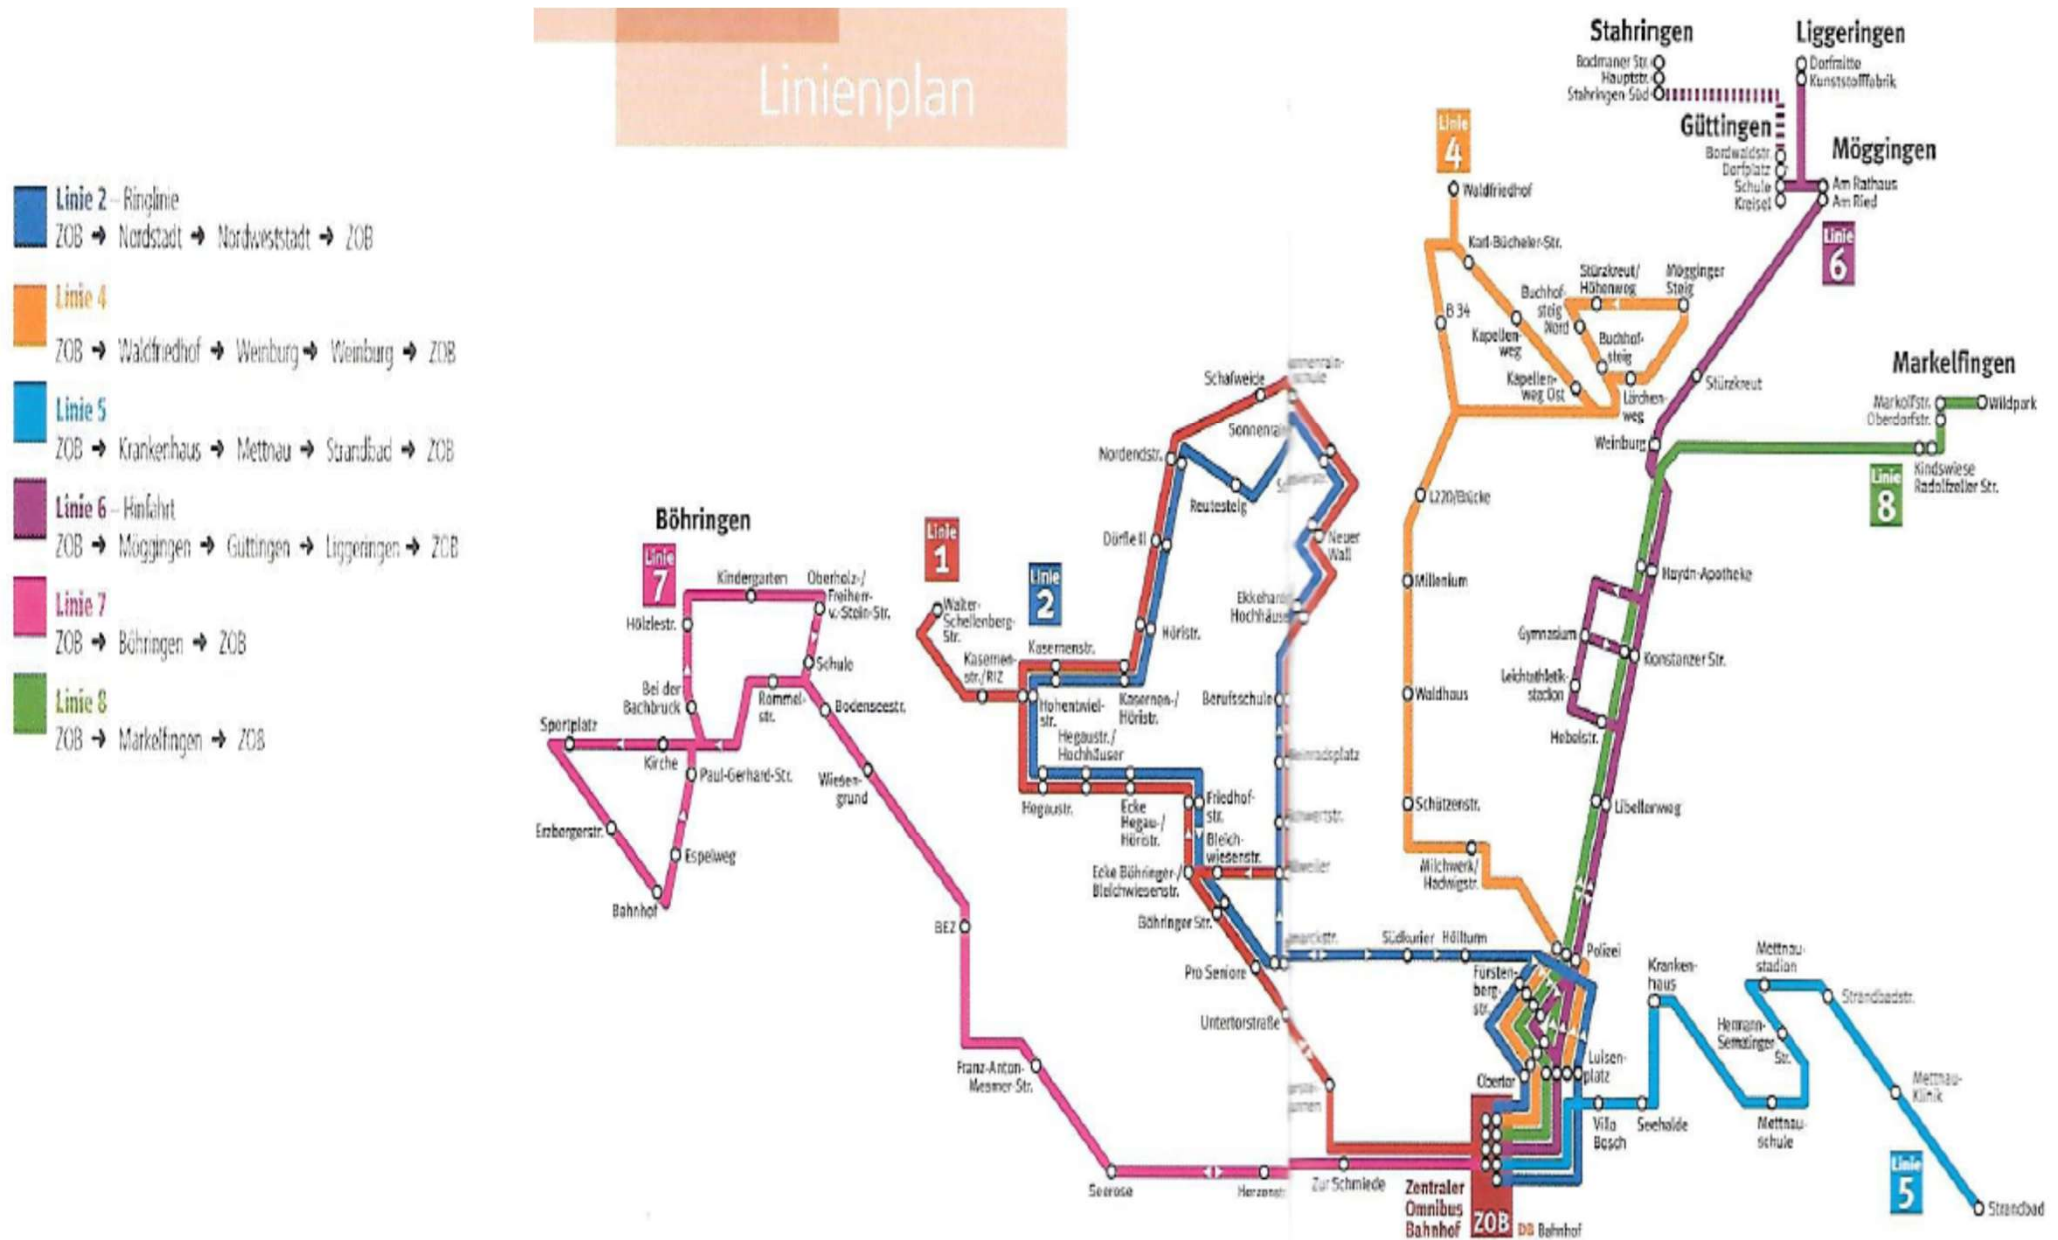 Linienplan
Linie 2 – Ringlinie
ZOB → Nordstadt → Nordweststadt → ZOB
Linie 4
ZOB → Waldfriedhof → Weinburg → Weinburg → ZOB
Linie 5
ZOB → Krankenhaus → Mettnau → Strandbad → ZOB
Linie 6 – Hinfahrt
ZOB → Möggingen → Güttingen → Liggeringen → ZOB
Linie 7
ZOB → Böhringen → ZOB
Linie 8
ZOB → Markelfingen → ZOB
Böhringen
Linie
7
Kindergarten
Oberholz-/
Freiherr-
v.-Stein-Str.
Hölzlestr.
Schule
Bei der
Bachbruck
Rommel-
str.
Bodenseestr.
Sportplatz
Kirche
Paul-Gerhard-Str.
Wiesen-
grund
Erzbergerstr.
Espelweg
Bahnhof
BEZ
Franz-Anton-
Mesmer-Str.
Seerose
Herzenstr
Zur Schmiede
Linie
1
Linie
2
Walter-
Schellenberg-
Str.
Kasernen-
str./RIZ
Kasernenstr.
Hohentwiel-
str.
Kasernen-/
Höristr.
Hegaustr./
Hochhäuser
Hegaustr.
Ecke
Hegau-/
Höristr.
Friedhof-
str.
Bleich-
wiesenstr.
Ecke Böhringer-/
Bleichwiesenstr.
Böhringer Str.
Pro Seniore
Untertorstraße
Höristr.
Dörfle II
Nordendstr.
Schafweide
Reutesteig
Neuer
Wall
Berufsschule
Südkurier
Höllturm
Linie
4
Waldfriedhof
Karl-Bücheler-Str.
B 34
Kapellen-
weg
Kapellen-
weg Ost
Buchhof-
steig
Nord
Stürzkreut/
Höhenweg
Mögginger
Steig
Buchhof-
steig
Lärchen-
weg
L220/Brücke
Millenium
Waldhaus
Schützenstr.
Milchwerk/
Hadwigstr.
Stahringen
Bodmaner Str.
Hauptstr.
Stahringen Süd
Liggeringen
Dorfmitte
Kunststofffabrik
Güttingen
Bordwaldstr.
Dorfplatz
Schule
Kreisel
Möggingen
Am Rathaus
Am Ried
Linie
6
Stürzkreut
Weinburg
Markelfingen
Markolfstr.
Oberdorfstr.
Wildpark
Kindswiese
Radolfzeller Str.
Linie
8
Haydn-Apotheke
Gymnasium
Konstanzer Str.
Leichtathletik-
stadion
Hebelstr.
Libellenweg
Polizei
Fürsten-
berg-
str.
Obertor
Luisen-
platz
Villa
Bosch
Seeholde
Kranken-
haus
Mettnau-
stadion
Strandbadstr.
Hermann-
Sernatinger
Str.
Mettnau-
schule
Mettnau-
Klinik
Linie
5
Strandbad
Zentraler
Omnibus
Bahnhof
ZOB
DB Bahnhof